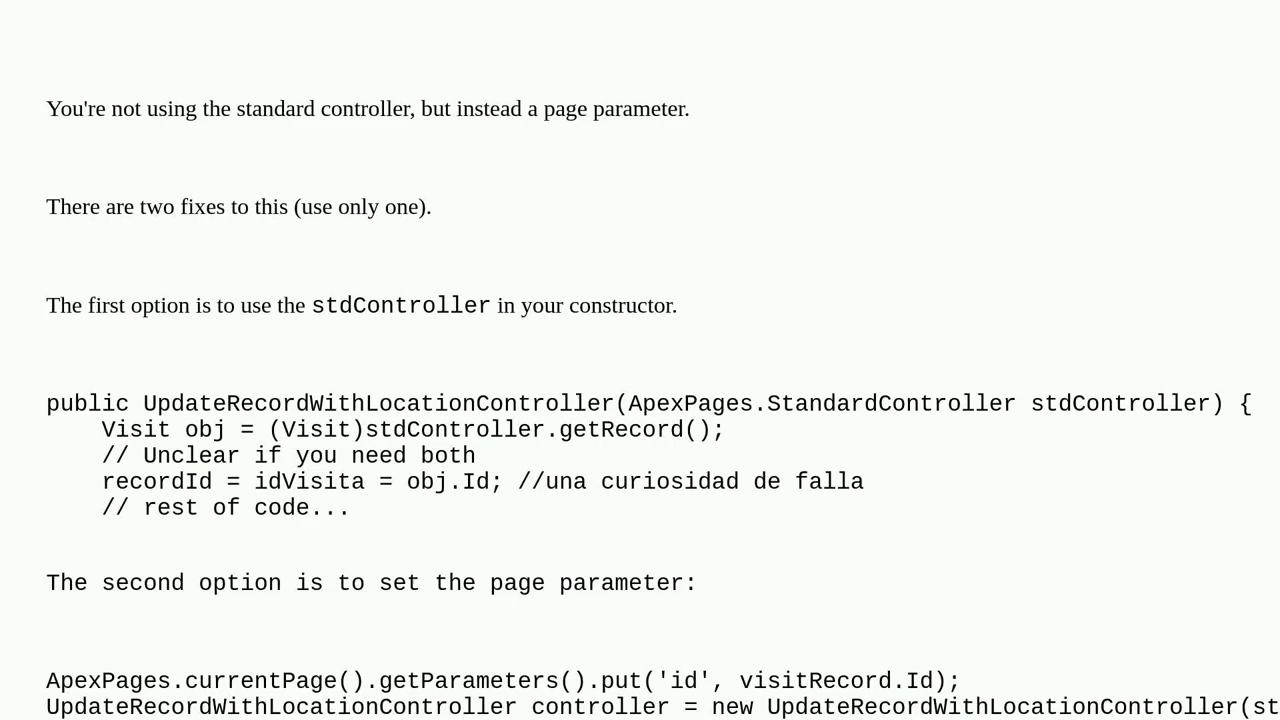 You're not using the standard controller, but instead a page parameter.
There are two fixes to this (use only one).
The first option is to use the stdController in your constructor.
public UpdateRecordWithLocationController(ApexPages.StandardController stdController) {
    Visit obj = (Visit)stdController.getRecord();
    // Unclear if you need both
    recordId = idVisita = obj.Id; //una curiosidad de falla
    // rest of code...
The second option is to set the page parameter:
ApexPages.currentPage().getParameters().put('id', visitRecord.Id);
UpdateRecordWithLocationController controller = new UpdateRecordWithLocationController(st